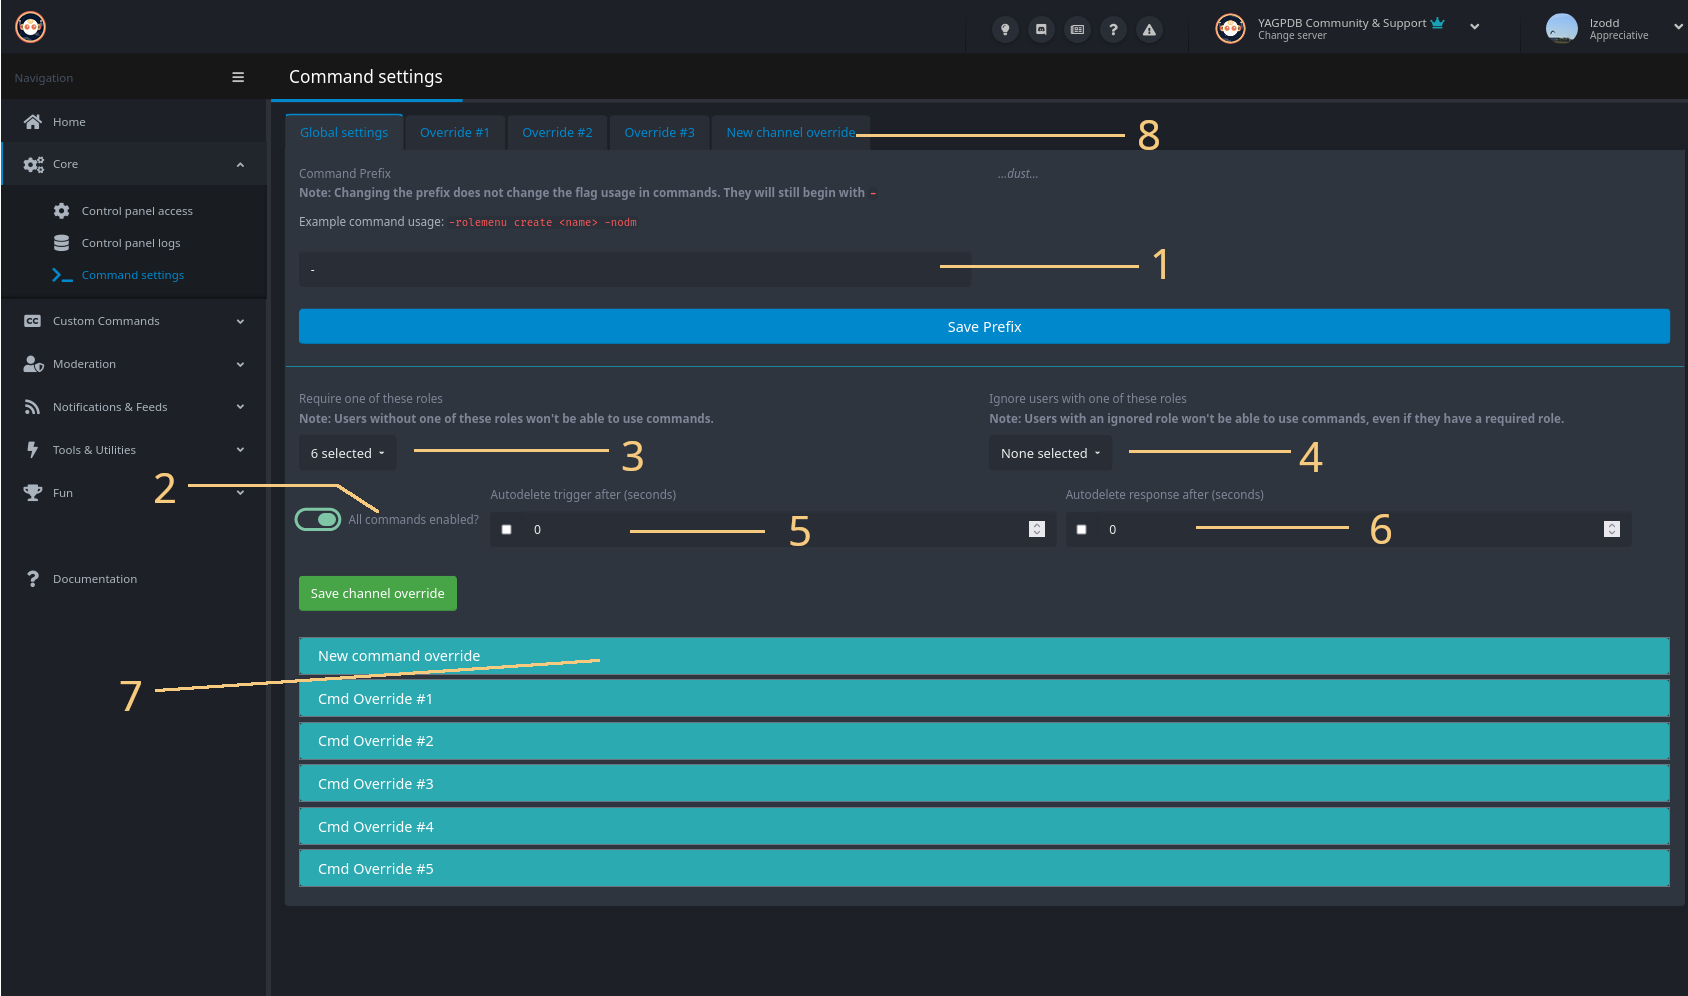 YAGPDB Community & Support
Change server
Izodd
Appreciative
Navigation
Command settings
Home
Core
Control panel access
Control panel logs
Command settings
Custom Commands
Moderation
Notifications & Feeds
Tools & Utilities
Fun
Documentation
Global settings
Override #1
Override #2
Override #3
New channel override
8
Command Prefix
...dust...
Note: Changing the prefix does not change the flag usage in commands. They will still begin with -
Example command usage: -rolemenu create <name> -nodm
-
1
Save Prefix
Require one of these roles
Note: Users without one of these roles won't be able to use commands.
6 selected
3
Ignore users with one of these roles
Note: Users with an ignored role won't be able to use commands, even if they have a required role.
None selected
4
2
All commands enabled?
Autodelete trigger after (seconds)
0
5
Autodelete response after (seconds)
0
6
Save channel override
7
New command override
Cmd Override #1
Cmd Override #2
Cmd Override #3
Cmd Override #4
Cmd Override #5